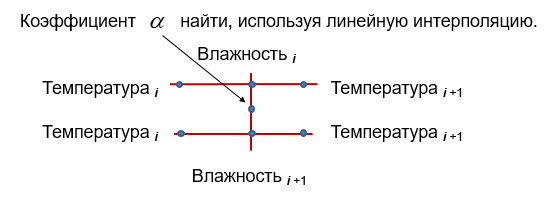 Коэффициент α найти, используя линейную интерполяцию.
Влажность i
Температура i Температура i +1
Температура i Температура i +1
Влажность i +1